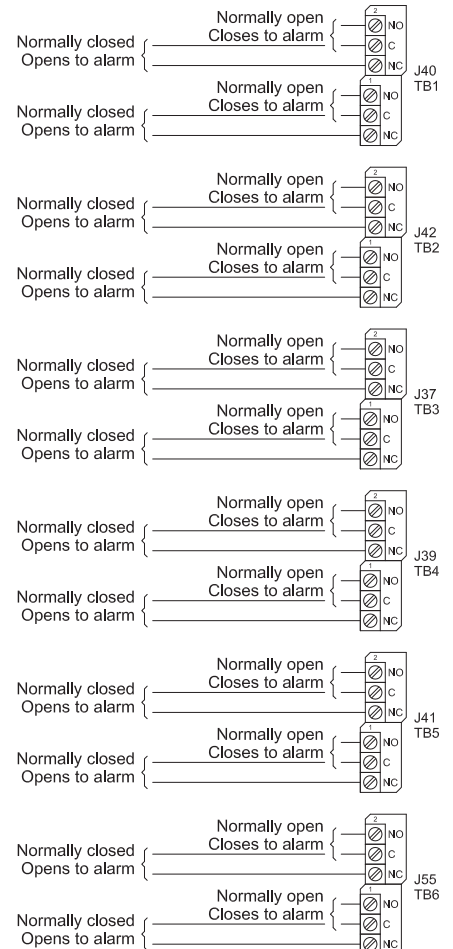 2
Normally open
Closes to alarm
NO
Normally closed
Opens to alarm
C
NC
J40
TB1
1
Normally open
Closes to alarm
NO
Normally closed
Opens to alarm
C
NC
2
Normally open
Closes to alarm
NO
Normally closed
Opens to alarm
C
NC
J42
TB2
1
Normally open
Closes to alarm
NO
Normally closed
Opens to alarm
C
NC
2
Normally open
Closes to alarm
NO
Normally closed
Opens to alarm
C
NC
J37
TB3
1
Normally open
Closes to alarm
NO
Normally closed
Opens to alarm
C
NC
2
Normally open
Closes to alarm
NO
Normally closed
Opens to alarm
C
NC
J39
TB4
1
Normally open
Closes to alarm
NO
Normally closed
Opens to alarm
C
NC
2
Normally open
Closes to alarm
NO
Normally closed
Opens to alarm
C
NC
J41
TB5
1
Normally open
Closes to alarm
NO
Normally closed
Opens to alarm
C
NC
2
Normally open
Closes to alarm
NO
Normally closed
Opens to alarm
C
NC
J55
TB6
1
Normally open
Closes to alarm
NO
Normally closed
Opens to alarm
C
NC